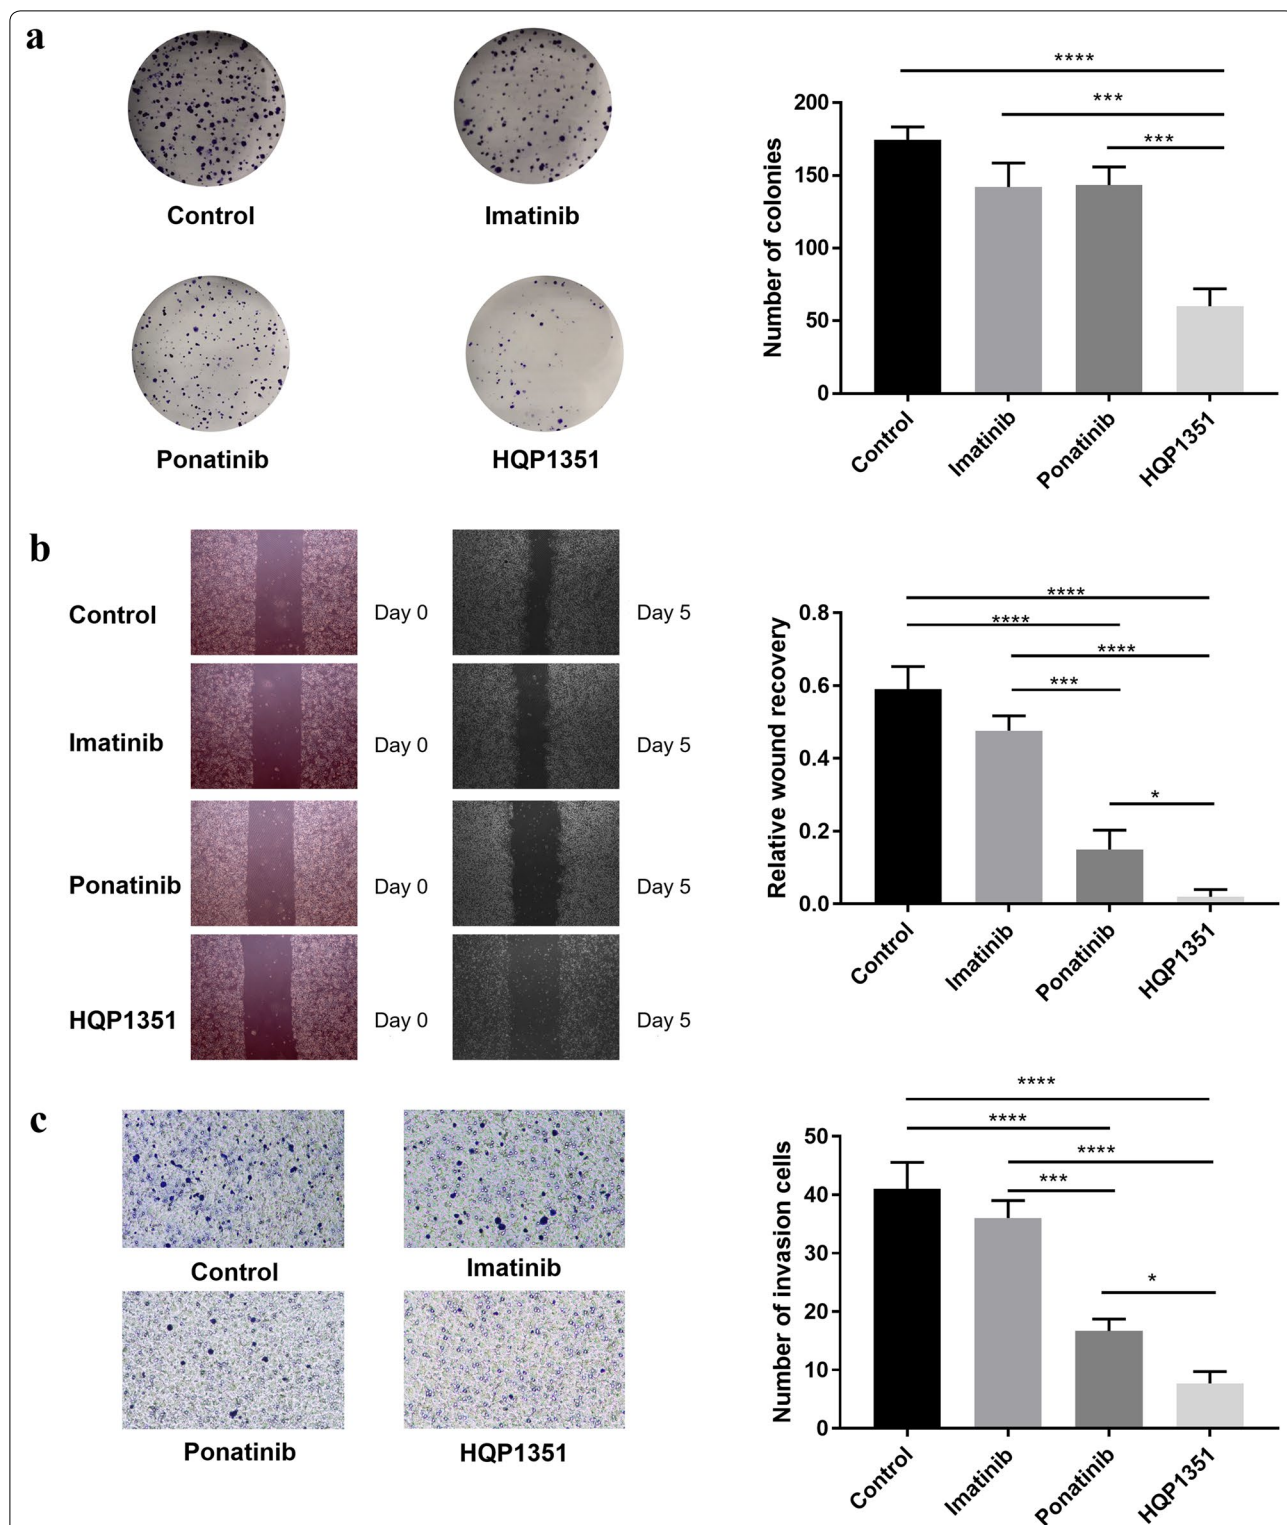 a
Control
Imatinib
Ponatinib
HQP1351
****
***
***
Number of colonies
200
150
100
50
0
Control
Imatinib
Ponatinib
HQP1351
b
Control
Day 0
Day 5
Imatinib
Day 0
Day 5
Ponatinib
Day 0
Day 5
HQP1351
Day 0
Day 5
****
****
****
***
*
Relative wound recovery
0.8
0.6
0.4
0.2
0.0
Control
Imatinib
Ponatinib
HQP1351
c
Control
Imatinib
Ponatinib
HQP1351
****
****
****
***
*
Number of invasion cells
50
40
30
20
10
0
Control
Imatinib
Ponatinib
HQP1351